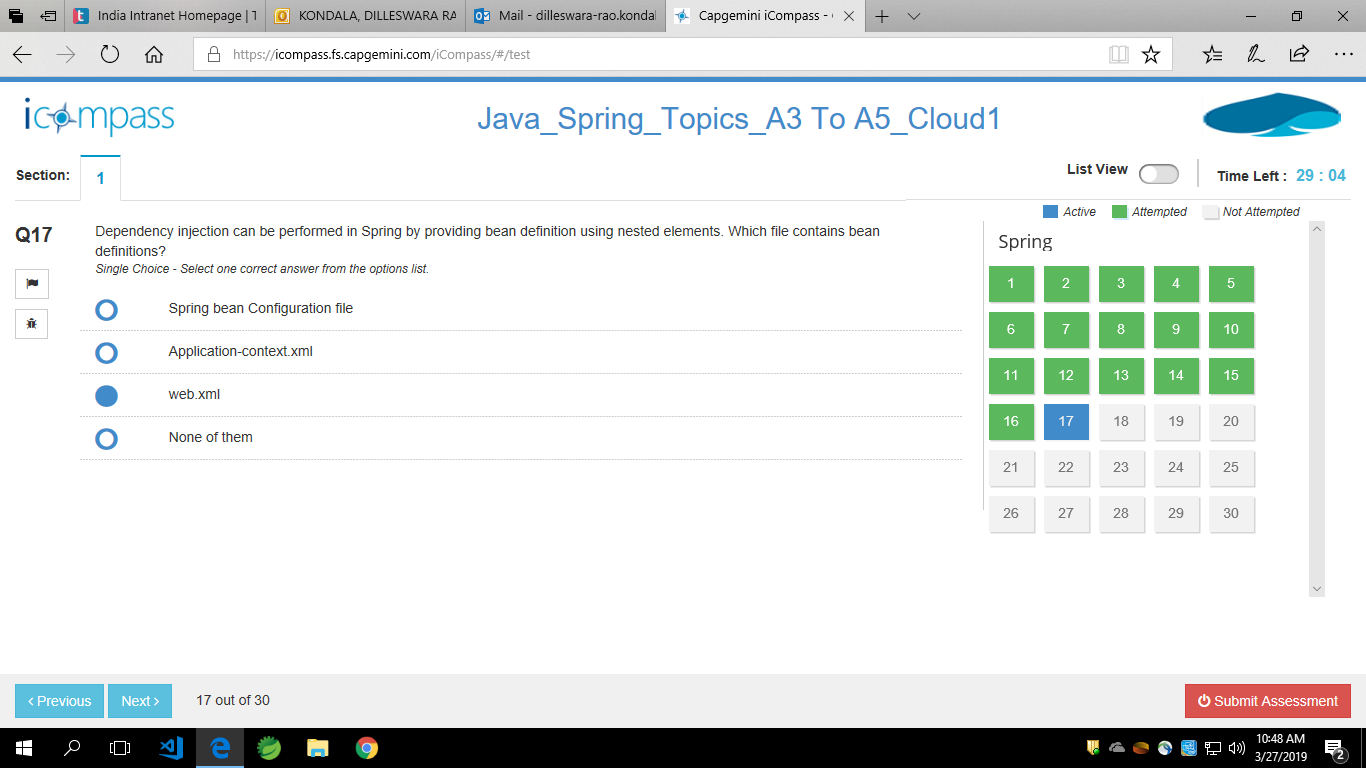 India Intranet Homepage | T
KONDALA, DILLESWARA RA
Mail - dilleswara-rao.kondal
Capgemini iCompass -
https://icompass.fs.capgemini.com/iCompass/#/test
icompass
Java_Spring_Topics_A3 To A5_Cloud1
Section:
1
List View
Time Left : 29 : 04
Active
Attempted
Not Attempted
Q17
Dependency injection can be performed in Spring by providing bean definition using nested elements. Which file contains bean
definitions?
Single Choice - Select one correct answer from the options list.
Spring bean Configuration file
Application-context.xml
web.xml
None of them
Spring
1 2 3 4 5
6 7 8 9 10
11 12 13 14 15
16 17 18 19 20
21 22 23 24 25
26 27 28 29 30
Previous
Next
17 out of 30
Submit Assessment
10:48 AM
3/27/2019
2